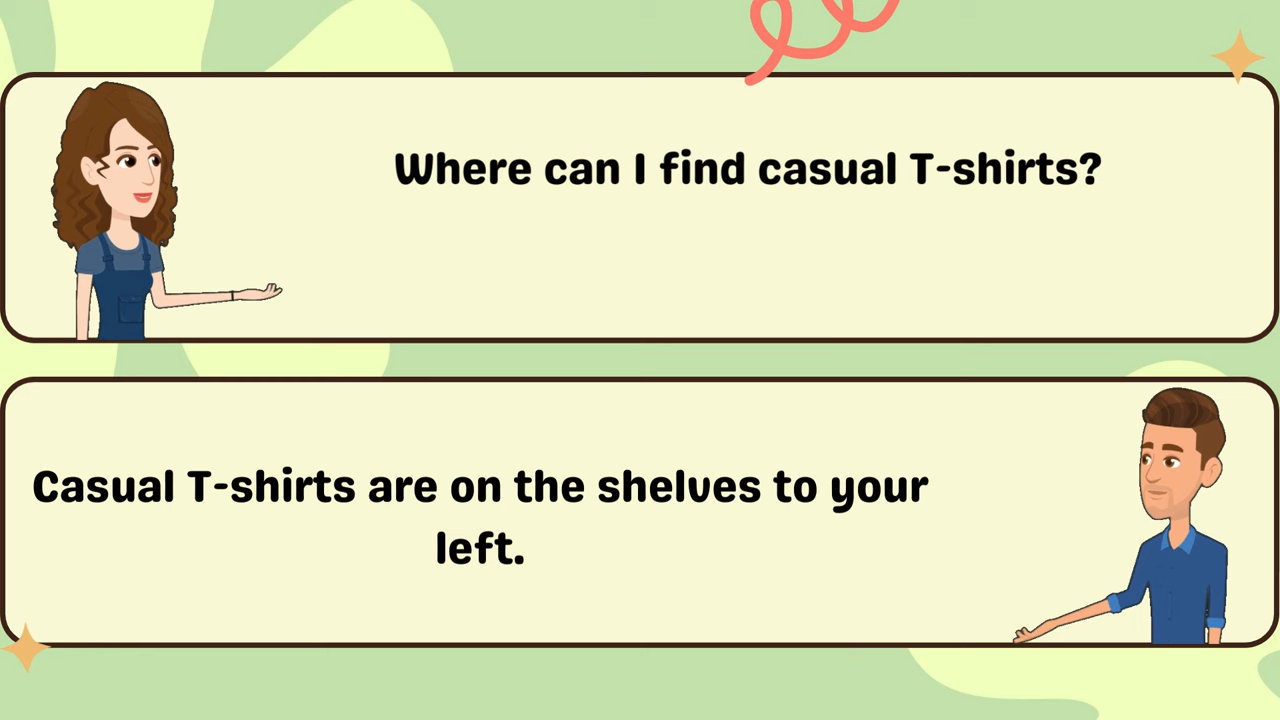 Where can I find casual T-shirts?
Casual T-shirts are on the shelves to your
left.